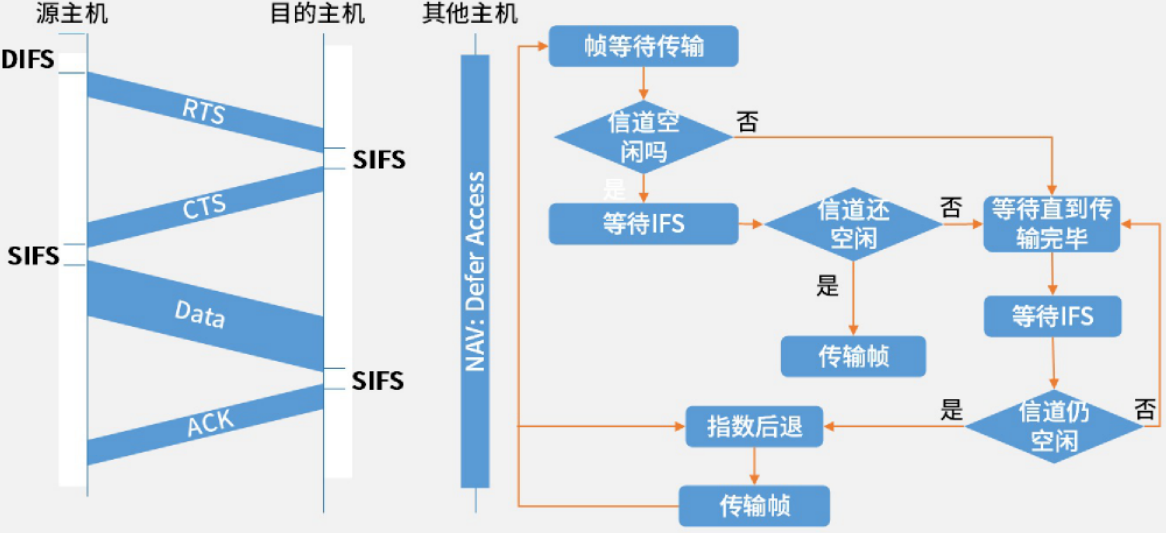 源主机
目的主机
其他主机
DIFS
RTS
SIFS
CTS
SIFS
Data
SIFS
ACK
NAV: Defer Access
帧等待传输
信道空
闲吗
否
是
等待IFS
信道还
空闲
否
等待直到传
输完毕
是
传输帧
等待IFS
信道仍
空闲
是
否
指数后退
传输帧